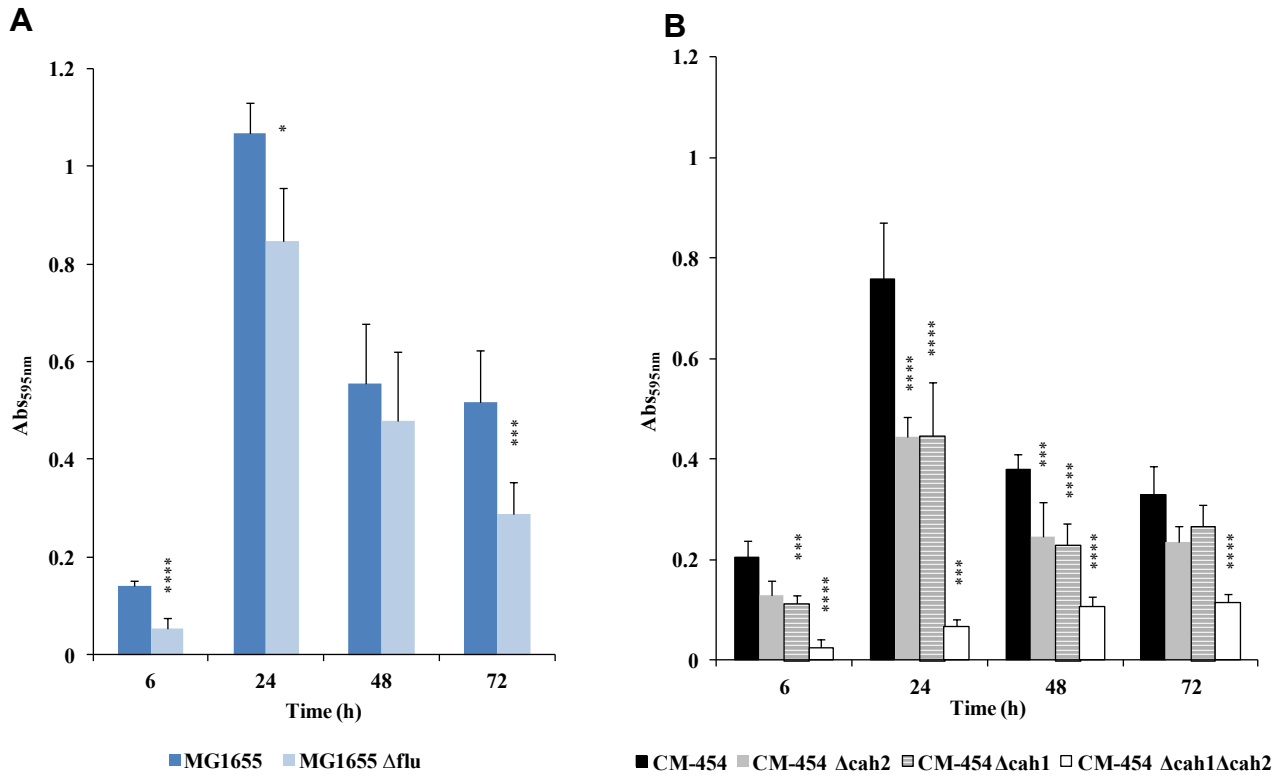 A
B
1.2
1
0.8
0.6
0.4
0.2
0
Abs595nm
*
****
***
6 24 48 72
Time (h)
MG1655 MG1655 Δflu
1.2
1
0.8
0.6
0.4
0.2
0
Abs595nm
***
****
****
****
***
***
****
****
****
6 24 48 72
Time (h)
CM-454 CM-454 Δcah2 CM-454 Δcah1 CM-454 Δcah1Δcah2